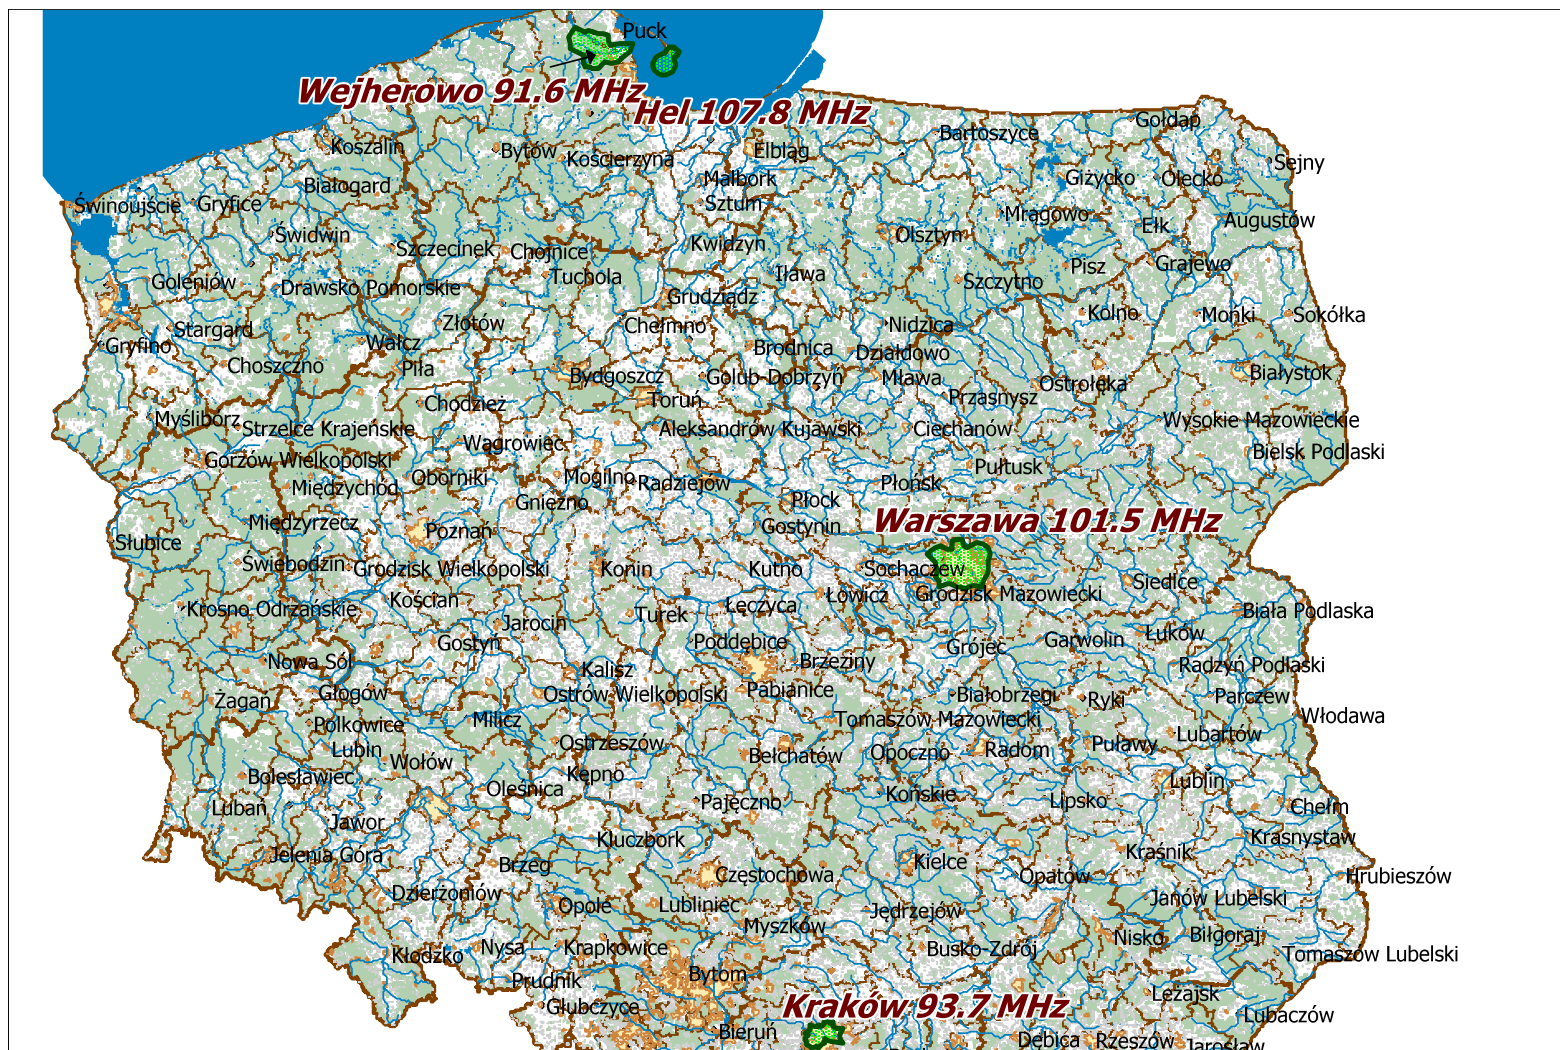 Puck
Wejherowo 91.6 MHz
Hel 107.8 MHz
Gołdap
Bartoszyce
Koszalin
Bytów
Kościerzyna
Elbląg
Sejny
Malbork
Giżycko
Olecko
Białogard
Świnoujście
Gryfice
Sztum
Mrągowo
Augustów
Ełk
Świdwin
Olsztyn
Szczecinek
Chojnice
Kwidzyn
Pisz
Grajewo
Tuchola
Iława
Goleniów
Drawsko Pomorskie
Szczytno
Grudziądz
Kolno
Mońki
Sokółka
Stargard
Złotów
Chełmno
Nidzica
Gryfino
Wałcz
Brodnica
Działdowo
Choszczno
Piła
Bydgoszcz
Golub-Dobrzyń
Mława
Ostrołęka
Białystok
Chodzież
Toruń
Przasnysz
Myślibórz
Strzelce Krajeńskie
Aleksandrów Kujawski
Ciechanów
Wysokie Mazowieckie
Wągrowiec
Gorzów Wielkopolski
Bielsk Podlaski
Międzychód
Oborniki
Mogilno
Radziejów
Płońsk
Pułtusk
Gniezno
Płock
Międzyrzecz
Poznań
Gostynin
Warszawa 101.5 MHz
Słubice
Świebodzin
Grodzisk Wielkopolski
Konin
Kutno
Sochaczew
Siedlce
Krosno Odrzańskie
Kościan
Turek
Łęczyca
Łowicz
Grodzisk Mazowiecki
Biała Podlaska
Gostyń
Jarocin
Poddębice
Grójec
Garwolin
Łuków
Nowa Sól
Kalisz
Brzeziny
Radzyń Podlaski
Żagań
Głogów
Ostrów Wielkopolski
Pabianice
Białobrzegi
Ryki
Parczew
Polkowice
Milicz
Tomaszów Mazowiecki
Włodawa
Lubin
Wołów
Ostrzeszów
Bełchatów
Opoczno
Radom
Puławy
Lubartów
Bolesławiec
Oleśnica
Kępno
Lublin
Lubań
Jawor
Pajęczno
Końskie
Lipsko
Chełm
Jelenia Góra
Brzeg
Kluczbork
Kielce
Kraśnik
Krasnystaw
Dzierżoniów
Opole
Częstochowa
Opatów
Hrubieszów
Lubliniec
Myszków
Jędrzejów
Janów Lubelski
Kłodzko
Nysa
Krapkowice
Busko-Zdrój
Nisko
Biłgoraj
Tomaszów Lubelski
Prudnik
Bytom
Głubczyce
Kraków 93.7 MHz
Leżajsk
Lubaczów
Bieruń
Dębica
Rzeszów
Jarosław